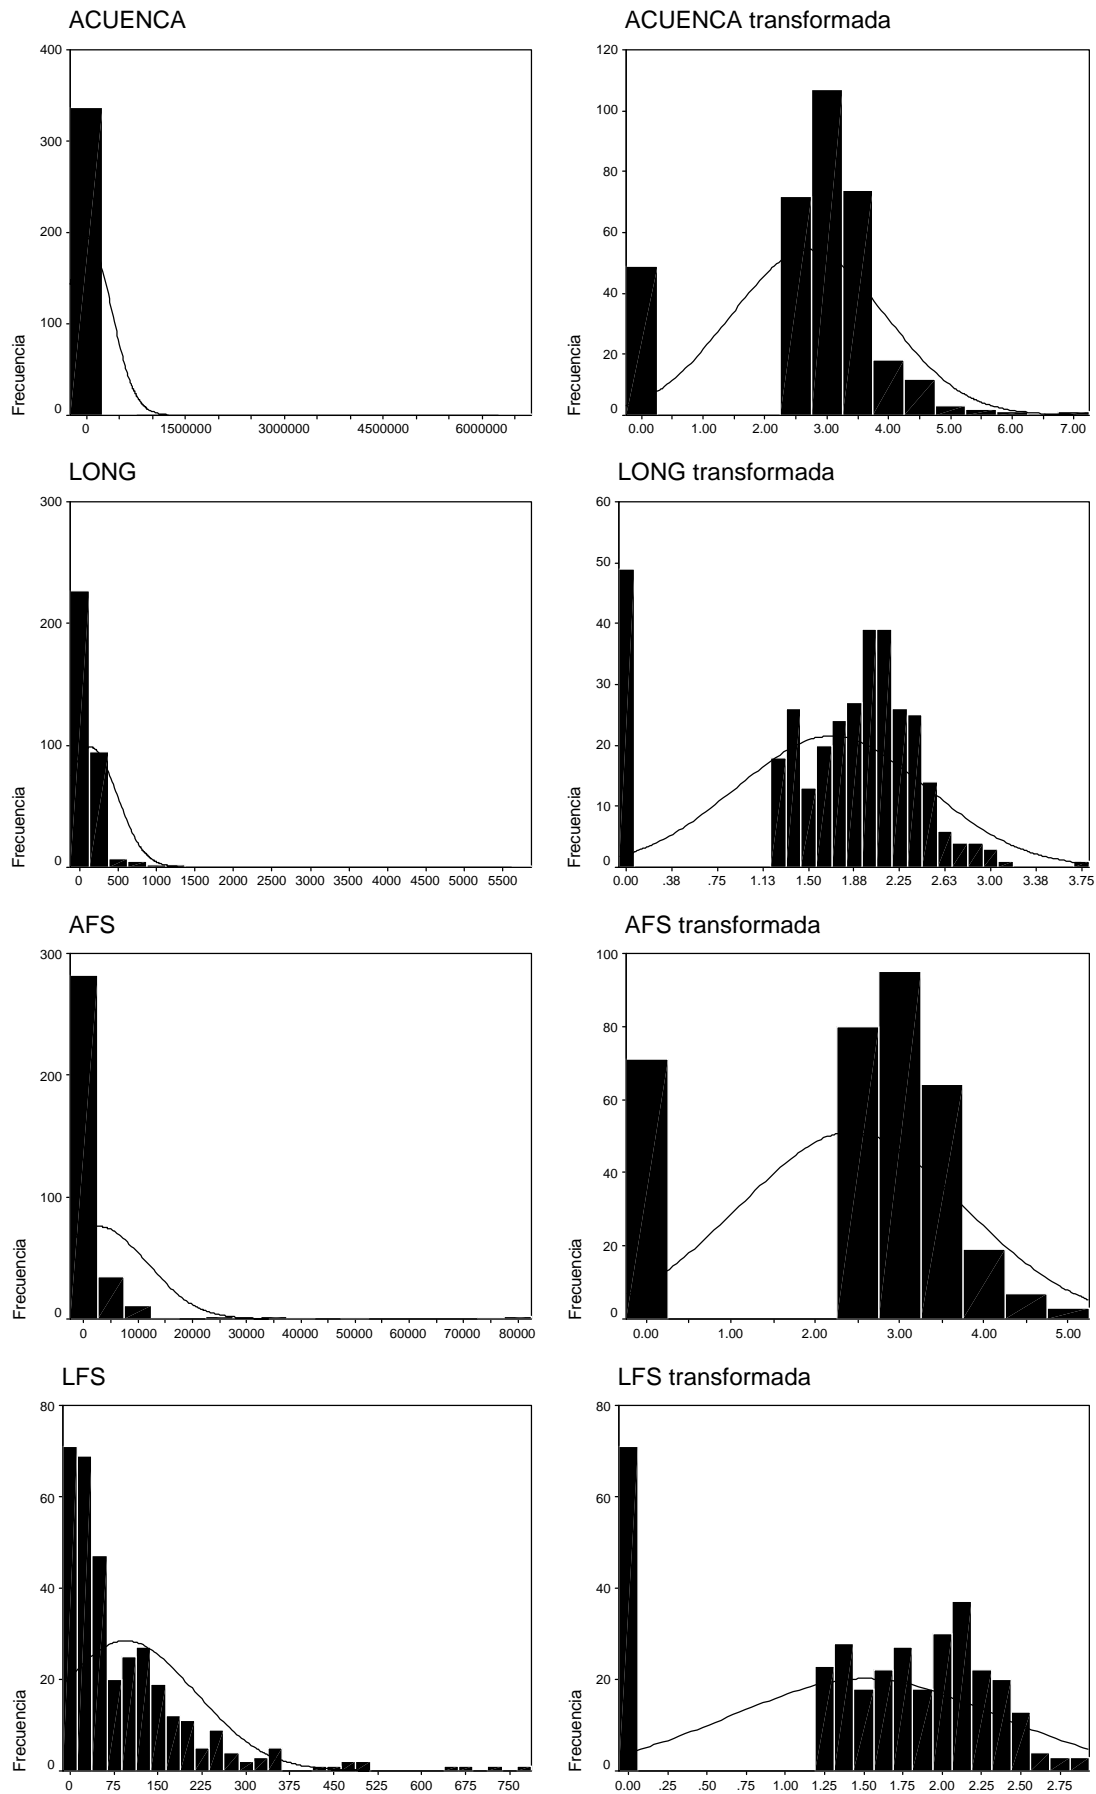 ACUENCA
400
300
200
100
0
Frecuencia
0 1500000 3000000 4500000 6000000
ACUENCA transformada
120
100
80
60
40
20
0
Frecuencia
0.00 1.00 2.00 3.00 4.00 5.00 6.00 7.00
LONG
300
200
100
0
Frecuencia
0 500 1000 1500 2000 2500 3000 3500 4000 4500 5000 5500
LONG transformada
60
50
40
30
20
10
0
Frecuencia
0.00 .38 .75 1.13 1.50 1.88 2.25 2.63 3.00 3.38 3.75
AFS
300
200
100
0
Frecuencia
0 10000 20000 30000 40000 50000 60000 70000 80000
AFS transformada
100
80
60
40
20
0
Frecuencia
0.00 1.00 2.00 3.00 4.00 5.00
LFS
80
60
40
20
0
Frecuencia
0 75 150 225 300 375 450 525 600 675 750
LFS transformada
80
60
40
20
0
Frecuencia
0.00 .25 .50 .75 1.00 1.25 1.50 1.75 2.00 2.25 2.50 2.75